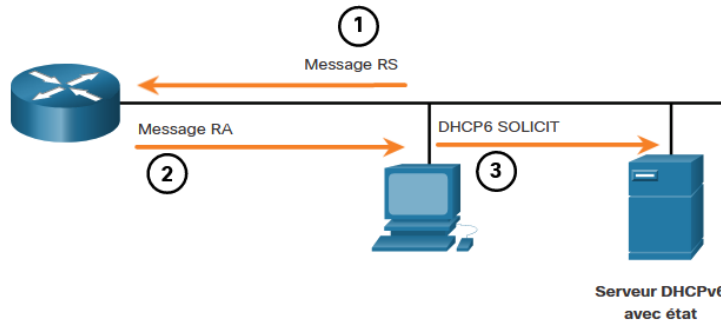 1
Message RS
Message RA
2
DHCP6 SOLICIT
3
Serveur DHCPv6
avec état